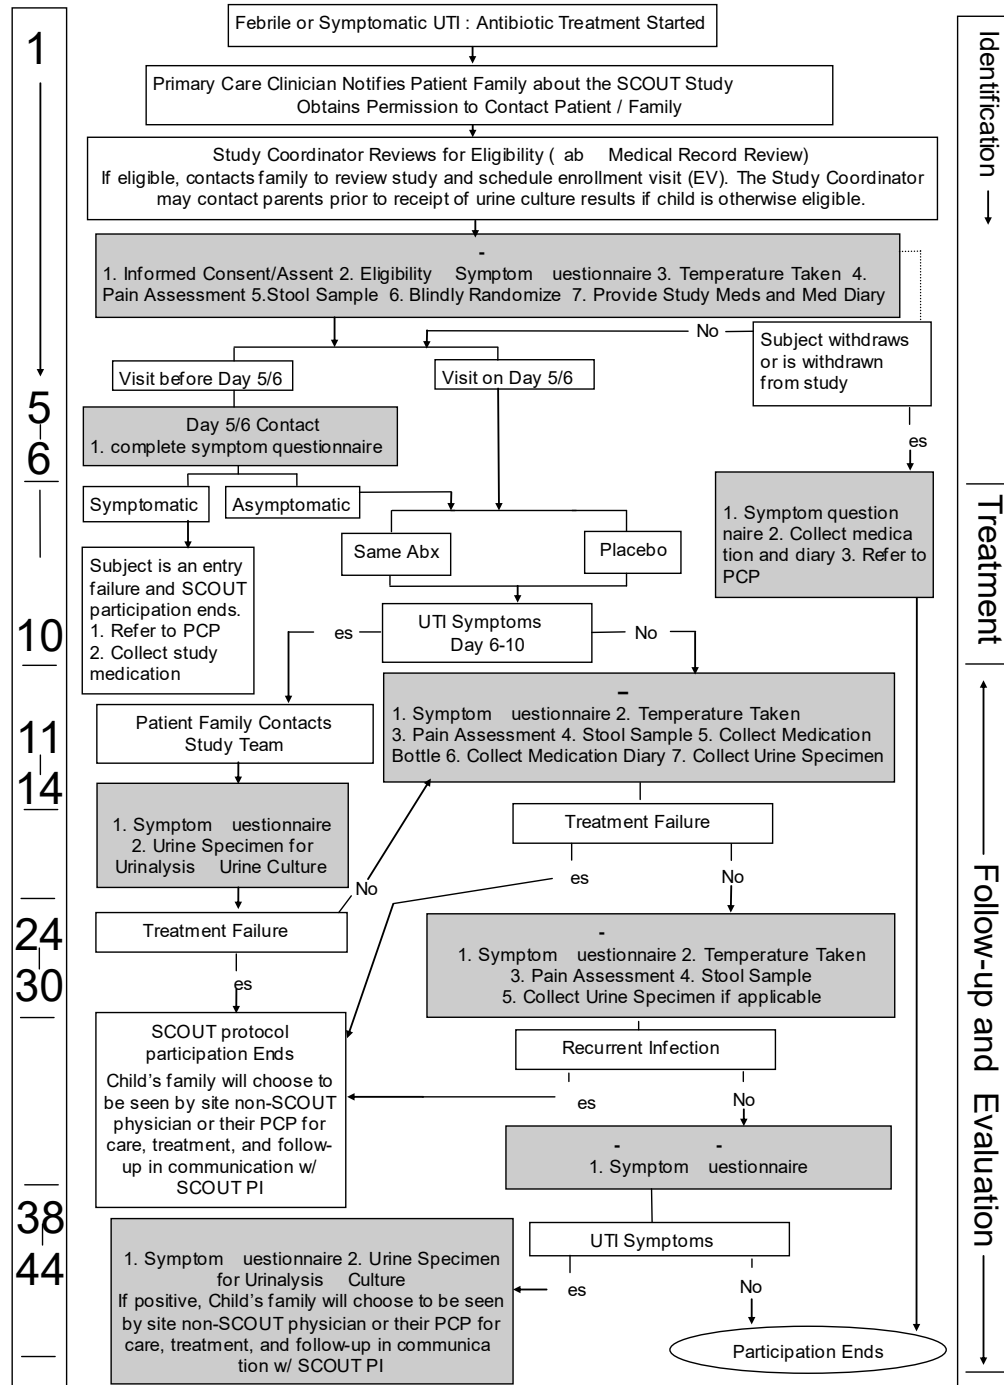 Febrile or Symptomatic UTI : Antibiotic Treatment Started
1
Identification
Primary Care Clinician Notifies Patient Family about the SCOUT Study
Obtains Permission to Contact Patient / Family
Study Coordinator Reviews for Eligibility ( ab Medical Record Review)
If eligible, contacts family to review study and schedule enrollment visit (EV). The Study Coordinator
may contact parents prior to receipt of urine culture results if child is otherwise eligible.
-
1. Informed Consent/Assent 2. Eligibility Symptom uestionnaire 3. Temperature Taken 4.
Pain Assessment 5.Stool Sample 6. Blindly Randomize 7. Provide Study Meds and Med Diary
No
Subject withdraws
or is withdrawn
from study
Visit before Day 5/6
Visit on Day 5/6
5
6
Day 5/6 Contact
1. complete symptom questionnaire
es
Symptomatic
Asymptomatic
Treatment
1. Symptom question
naire 2. Collect medica
tion and diary 3. Refer to
PCP
Same Abx
Placebo
Subject is an entry
failure and SCOUT
participation ends.
1. Refer to PCP
2. Collect study
medication
10
es
UTI Symptoms
Day 6-10
No
–
1. Symptom uestionnaire 2. Temperature Taken
3. Pain Assessment 4. Stool Sample 5. Collect Medication
Bottle 6. Collect Medication Diary 7. Collect Urine Specimen
11
14
Patient Family Contacts
Study Team
Follow-up and Evaluation
1. Symptom uestionnaire
2. Urine Specimen for
Urinalysis Urine Culture
Treatment Failure
es
No
No
24
30
Treatment Failure
es
-
1. Symptom uestionnaire 2. Temperature Taken
3. Pain Assessment 4. Stool Sample
5. Collect Urine Specimen if applicable
SCOUT protocol
participation Ends
Child's family will choose to
be seen by site non-SCOUT
physician or their PCP for
care, treatment, and follow-
up in communication w/
SCOUT PI
Recurrent Infection
es
No
- -
1. Symptom uestionnaire
38
44
UTI Symptoms
es
No
1. Symptom uestionnaire 2. Urine Specimen
for Urinalysis Culture
If positive, Child's family will choose to be seen
by site non-SCOUT physician or their PCP for
care, treatment, and follow-up in communica
tion w/ SCOUT PI
Participation Ends